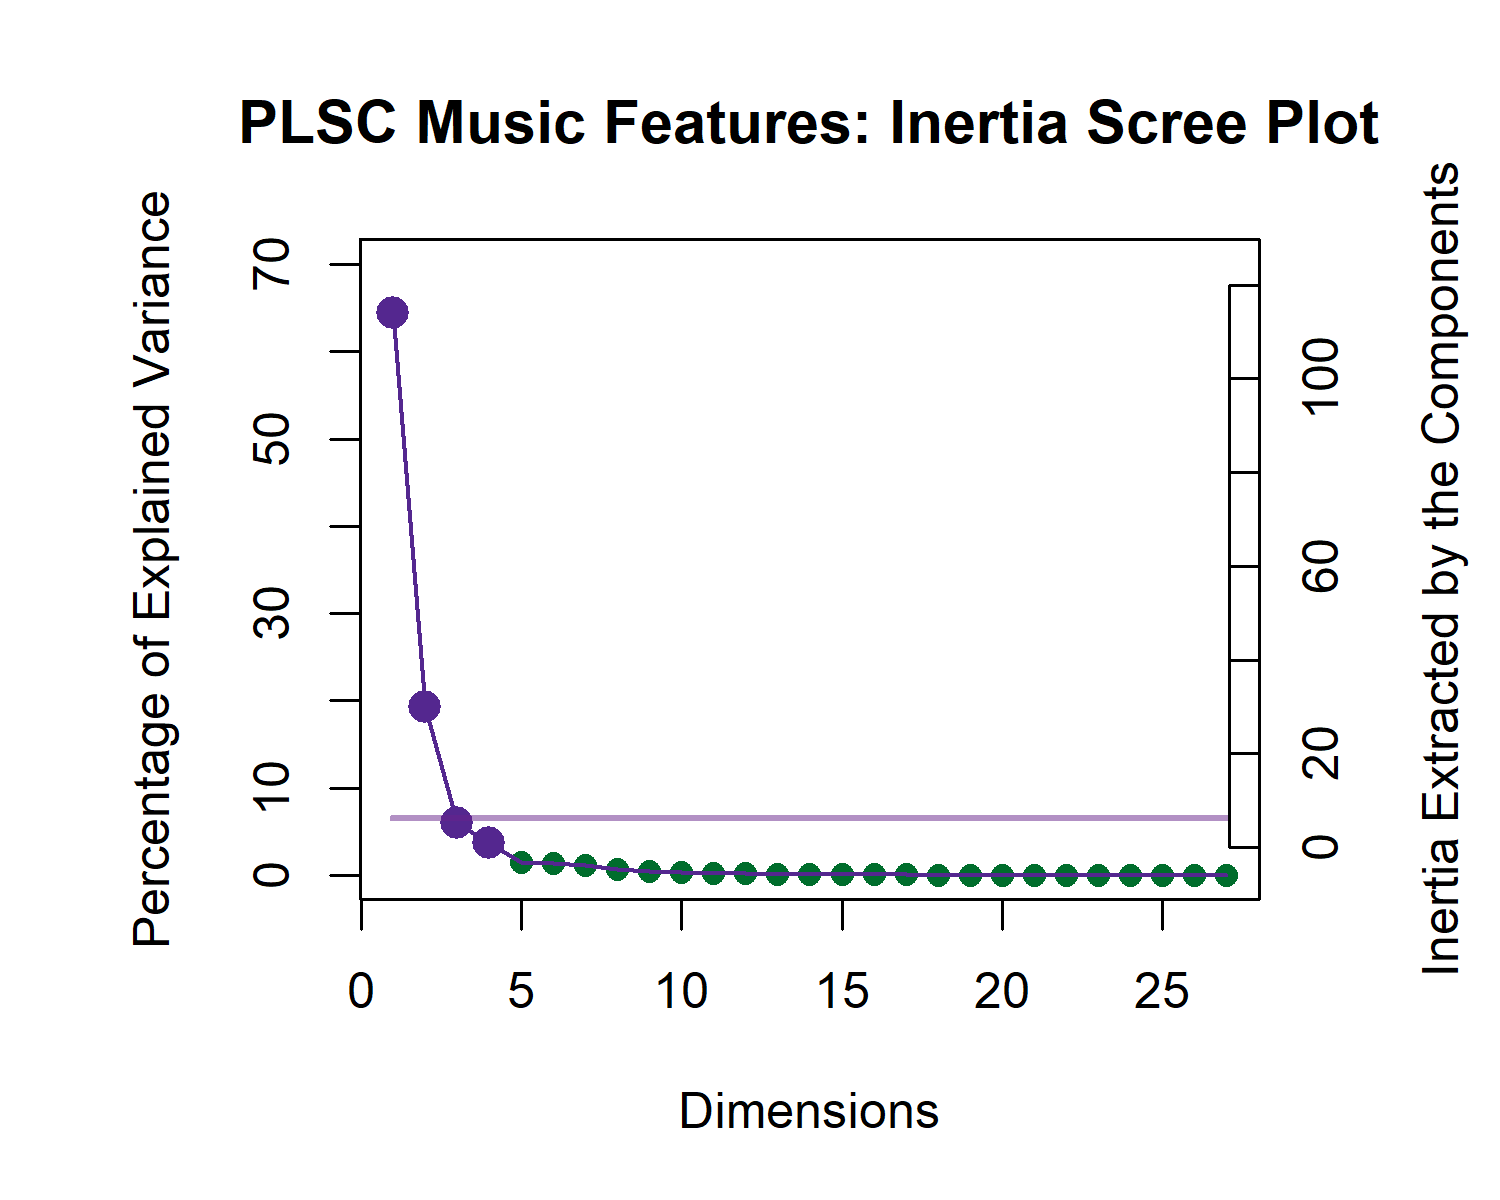 PLSC Music Features: Inertia Scree Plot
Percentage of Explained Variance
70
50
30
10
0
100
60
20
0
Inertia Extracted by the Components
0 5 10 15 20 25
Dimensions